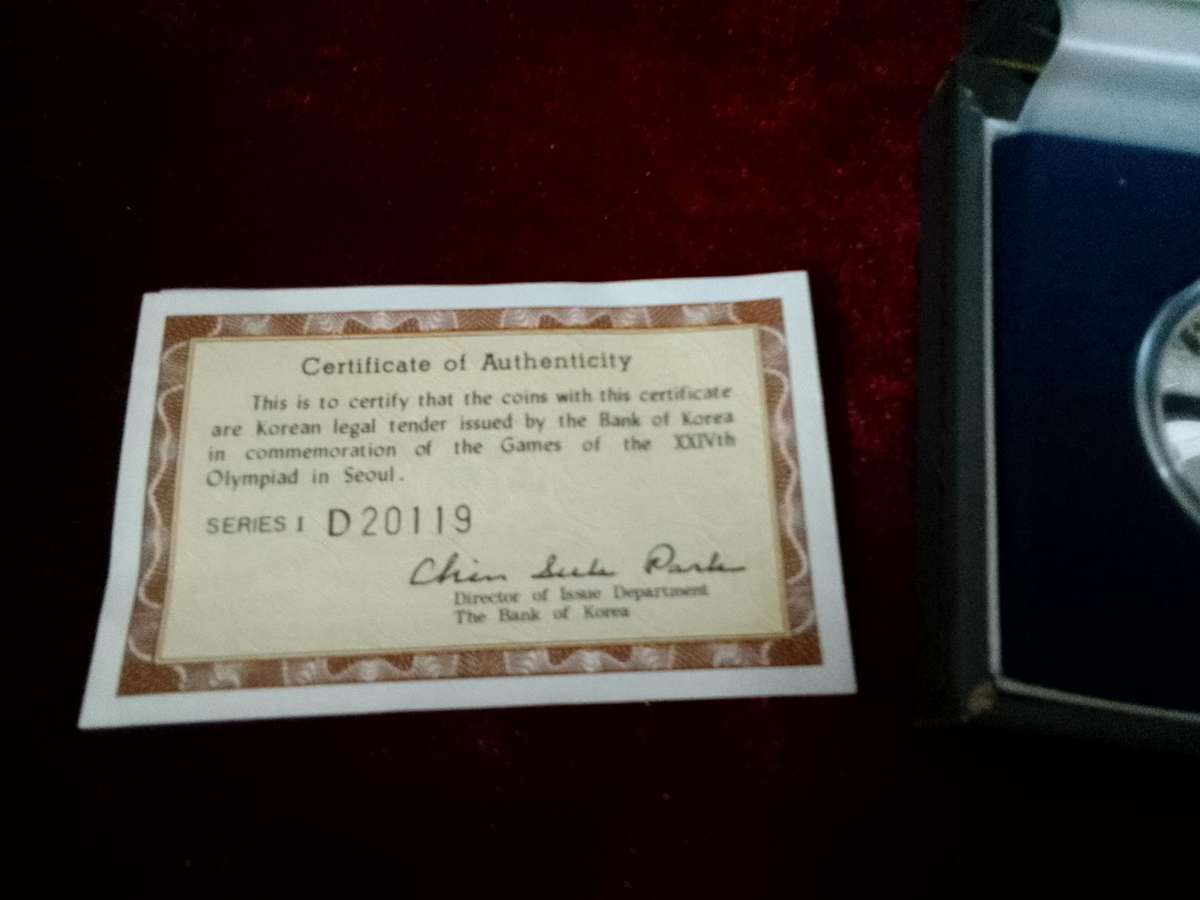 Certificate of Authenticity
This is to certify that the coins with this certificate
are Korean legal tender issued by the Bank of Korea
in commemoration of the Games of the XXIVth
Olympiad in Seoul.
SERIES I D20119
Chin Suk Park
Director of Issue Department
The Bank of Korea